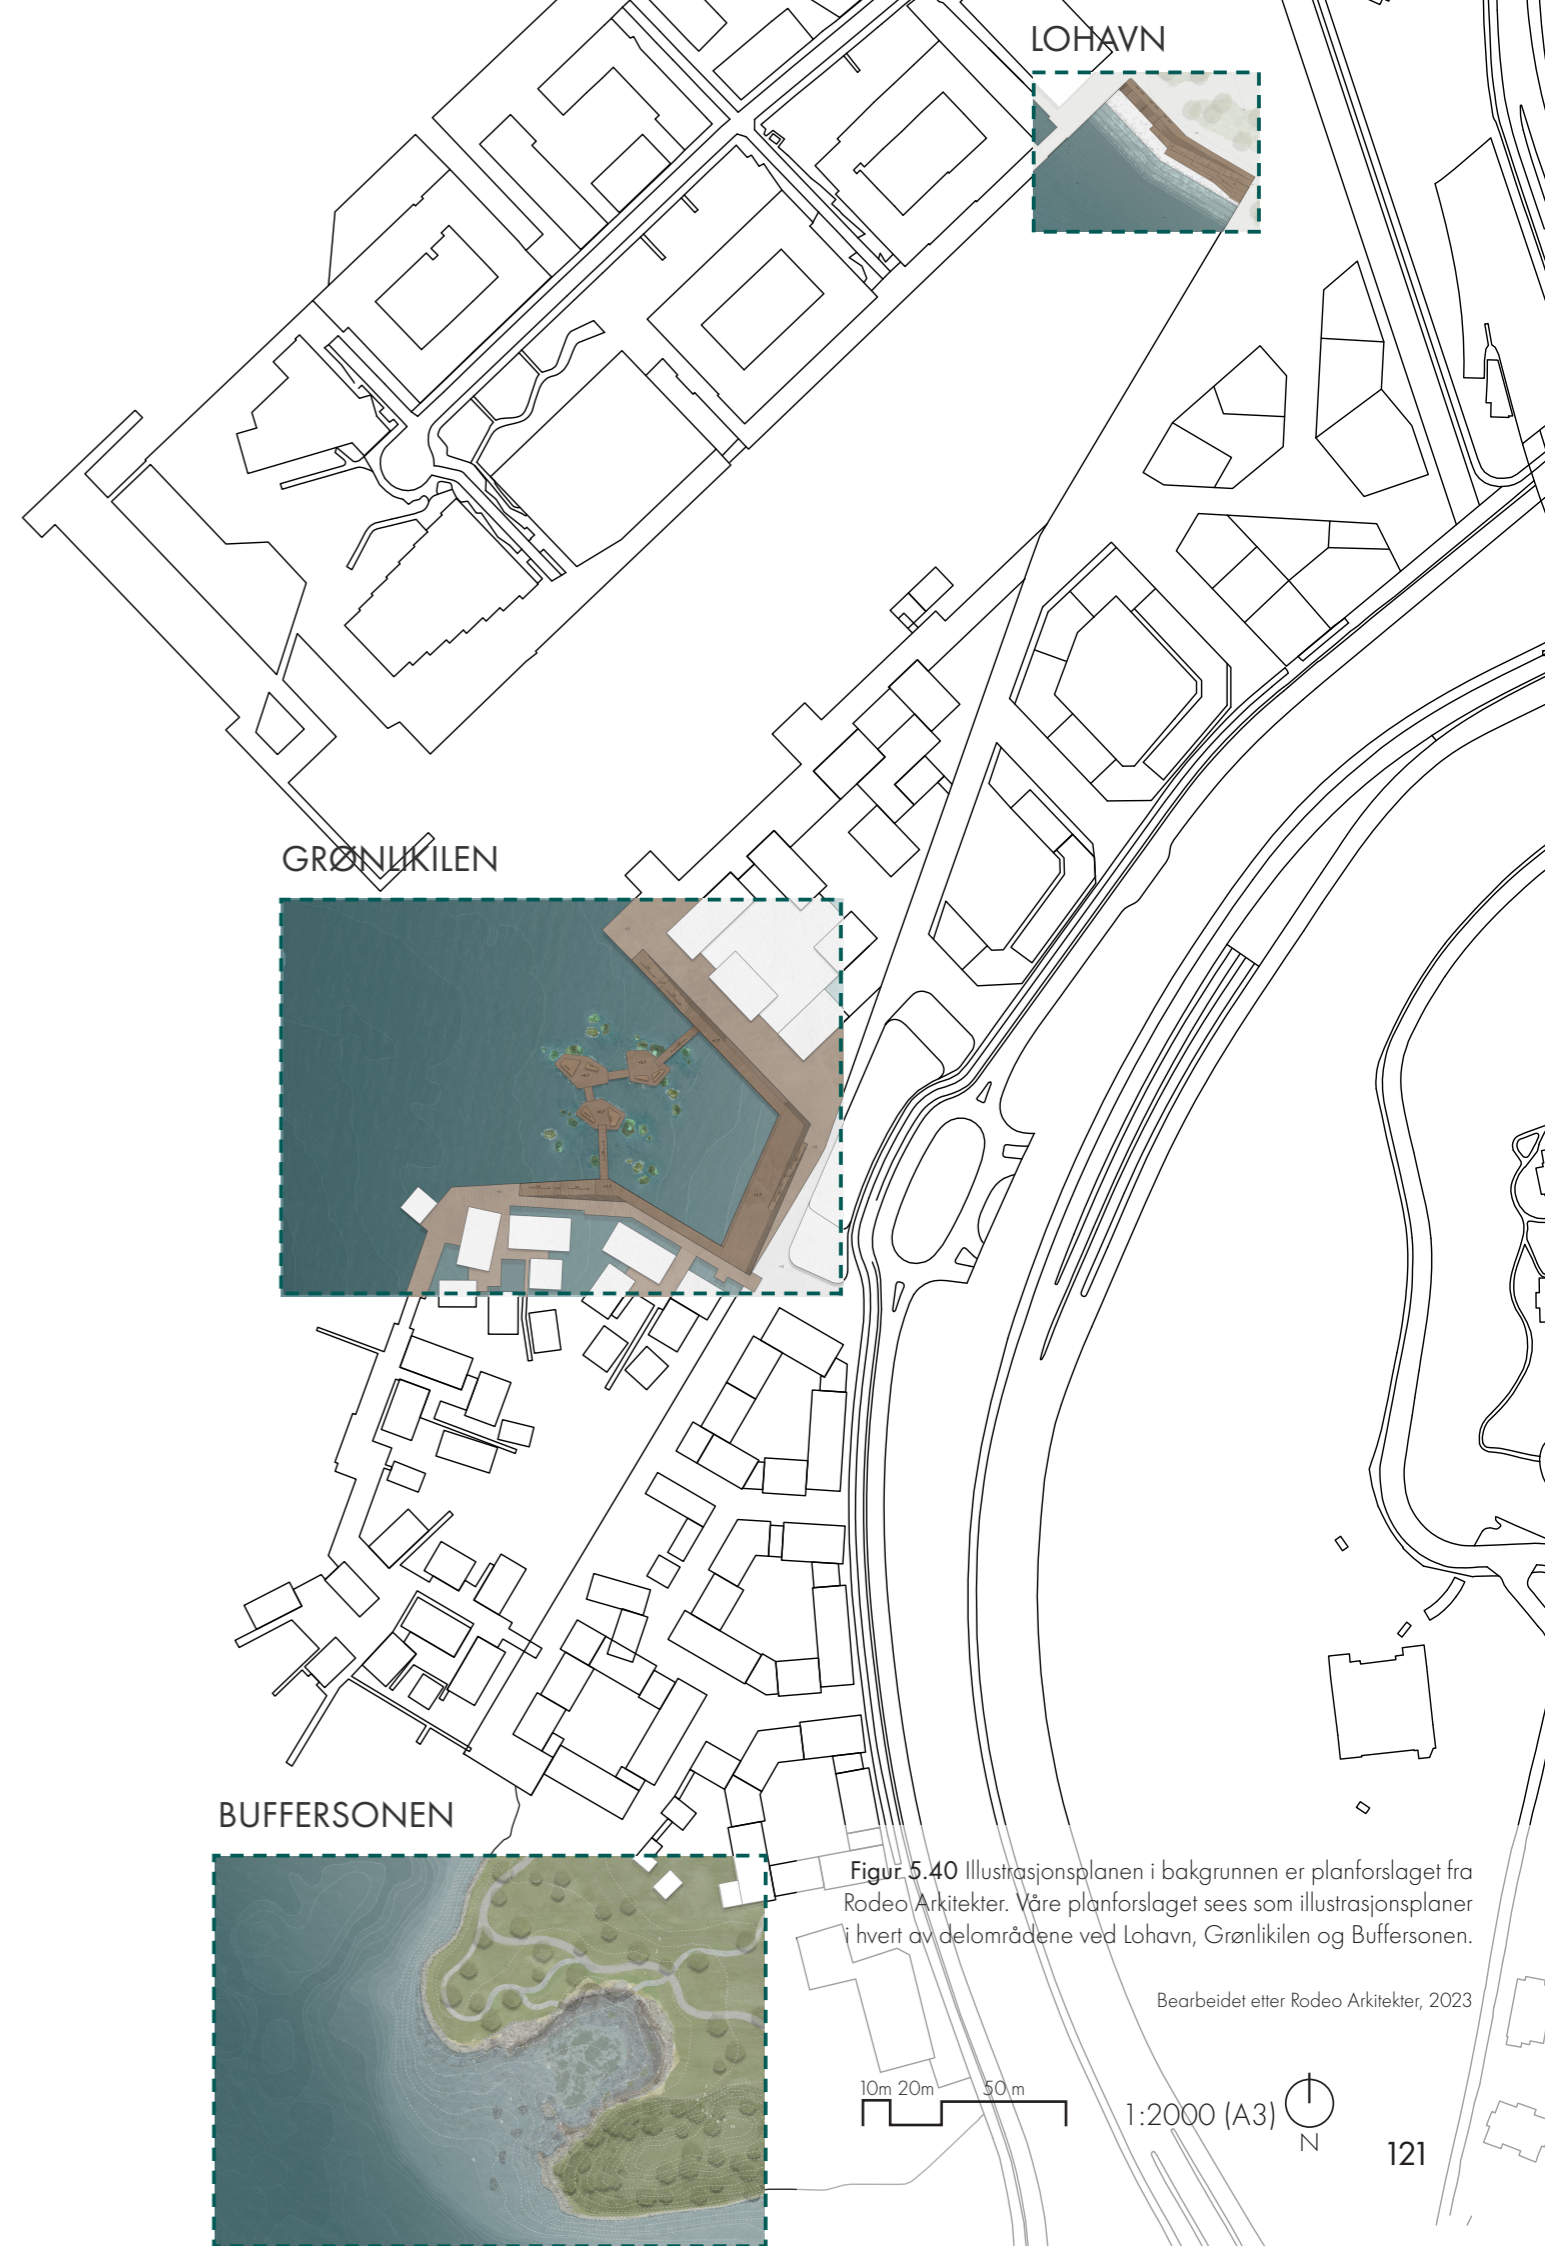 LOHAVN
GRØNLIKILEN
BUFFERSONEN
Figur 5.40 Illustrasjonsplanen i bakgrunnen er planforslaget fra
Rodeo Arkitekter. Våre planforslaget sees som illustrasjonsplaner
i hvert av delområdene ved Lohavn, Grønlikilen og Buffersonen.
Bearbeidet etter Rodeo Arkitekter, 2023
10m 20m 50 m
1:2000 (A3)
N
121